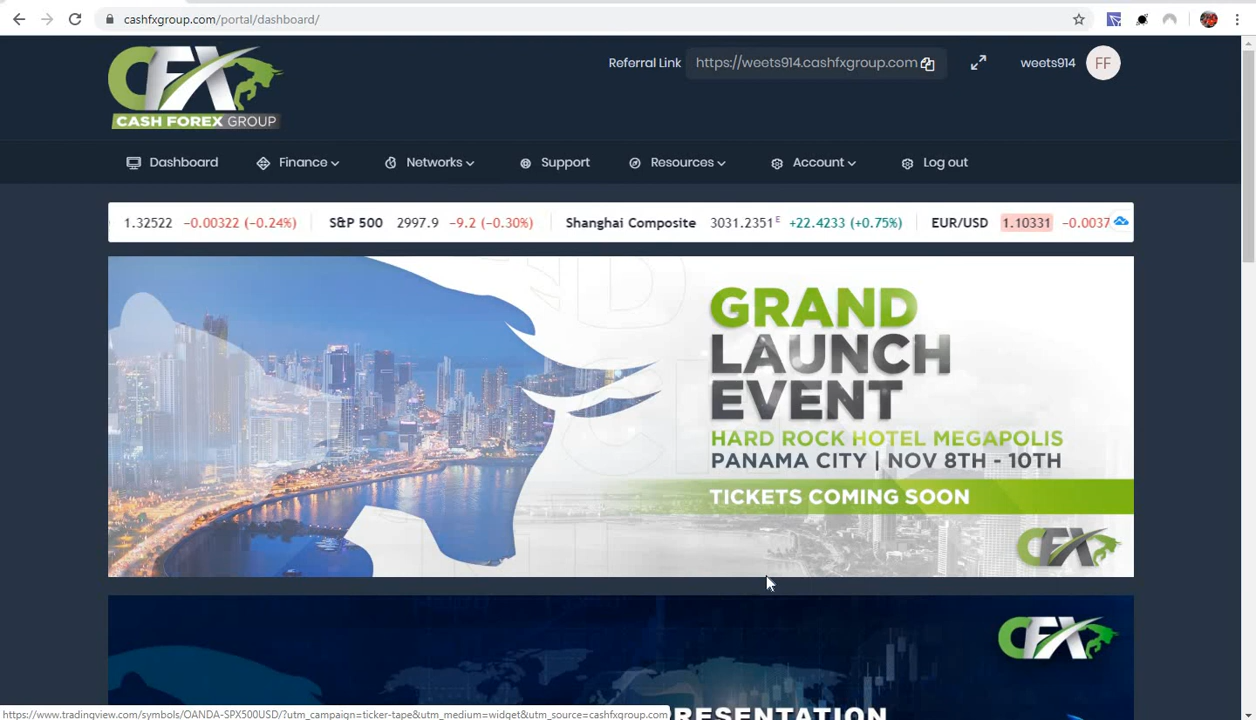 cashfxgroup.com/portal/dashboard/
CFX
CASH FOREX GROUP
Referral Link https://weets914.cashfxgroup.com weets914 FF
Dashboard Finance Networks Support Resources Account Log out
1.32522 −0.00322 (−0.24%) S&P 500 2997.9 −9.2 (−0.30%) Shanghai Composite 3031.2351 E +22.4233 (+0.75%) EUR/USD 1.10331 −0.0037
GRAND
LAUNCH
EVENT
HARD ROCK HOTEL MEGAPOLIS
PANAMA CITY | NOV 8TH - 10TH
TICKETS COMING SOON
CFX
CFX
https://www.tradingview.com/symbols/OANDA-SPX500USD/?utm_campaign=ticker-tape&utm_medium=widget&utm_source=cashfxgroup.com